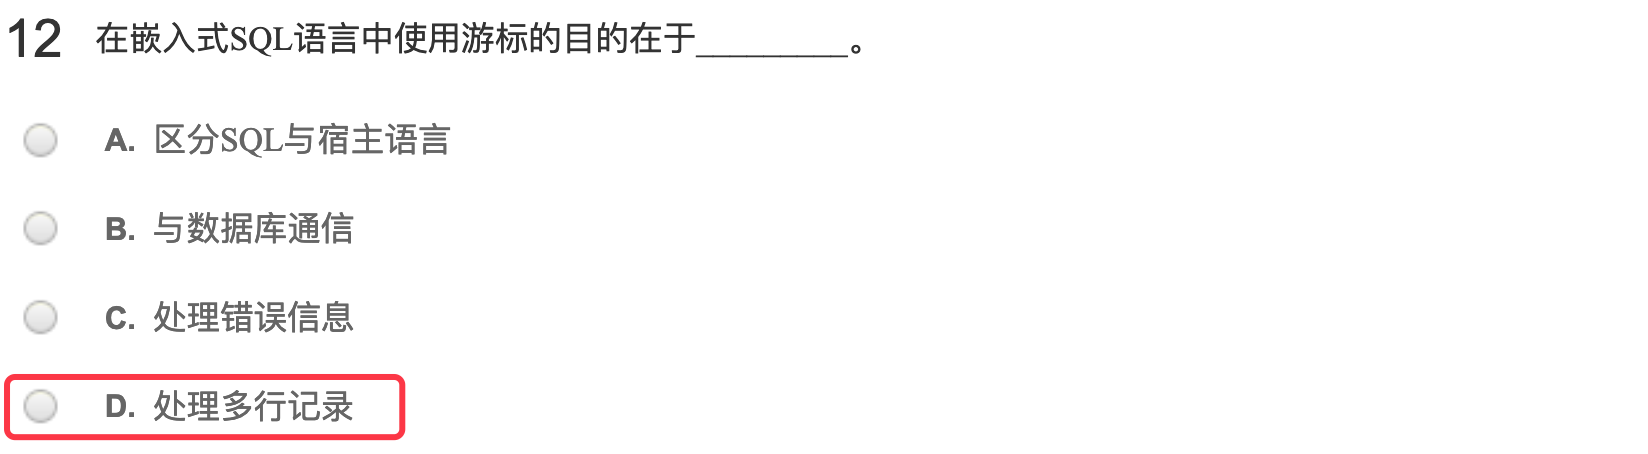 12 在嵌入式SQL语言中使用游标的目的在于_________。
A. 区分SQL与宿主语言
B. 与数据库通信
C. 处理错误信息
D. 处理多行记录